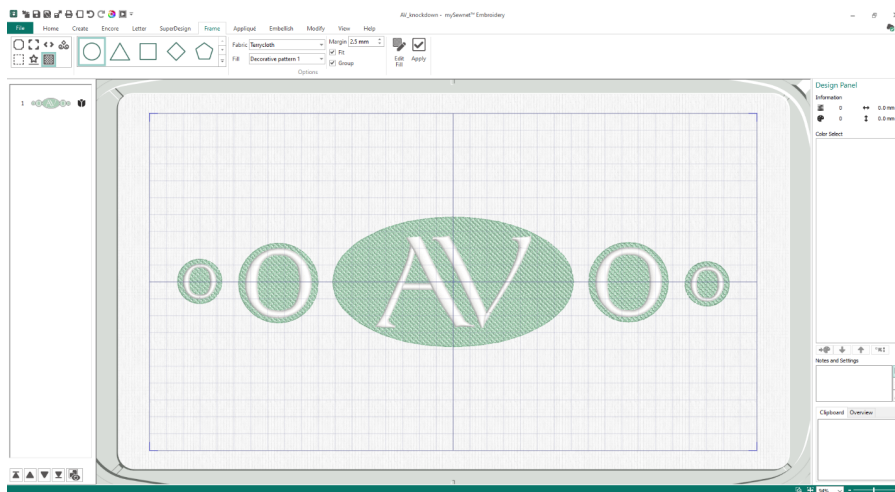 AV_knockdown - mySewnet™ Embroidery
File Home Create Encore Letter SuperDesign Frame Appliqué Embellish Modify View Help
Fabric Terrycloth Margin 2.5 mm
Fit
Fill Decorative pattern 1 Group
Edit Fill Apply
Options
Design Panel
Information
0 0.0 mm
0 0.0 mm
Color Select
1
O O AV O O
Notes and Settings
Clipboard Overview